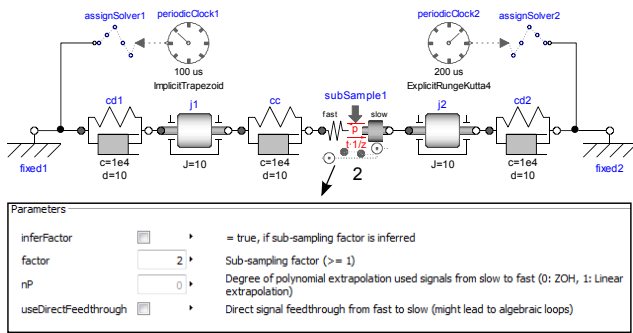 assignSolver1 periodicClock1 periodicClock2 assignSolver2
100 us 200 us
ImplicitTrapezoid ExplicitRungeKutta4
subSample1
cd1 j1 cc fast slow j2 cd2
p
t·1/z
c=1e4 J=10 c=1e4 2 J=10 c=1e4
d=10 d=10 d=10
fixed1 fixed2
Parameters
inferFactor = true, if sub-sampling factor is inferred
factor 2 Sub-sampling factor (>= 1)
nP 0 Degree of polynomial extrapolation used signals from slow to fast (0: ZOH, 1: Linear
extrapolation)
useDirectFeedthrough Direct signal feedthrough from fast to slow (might lead to algebraic loops)